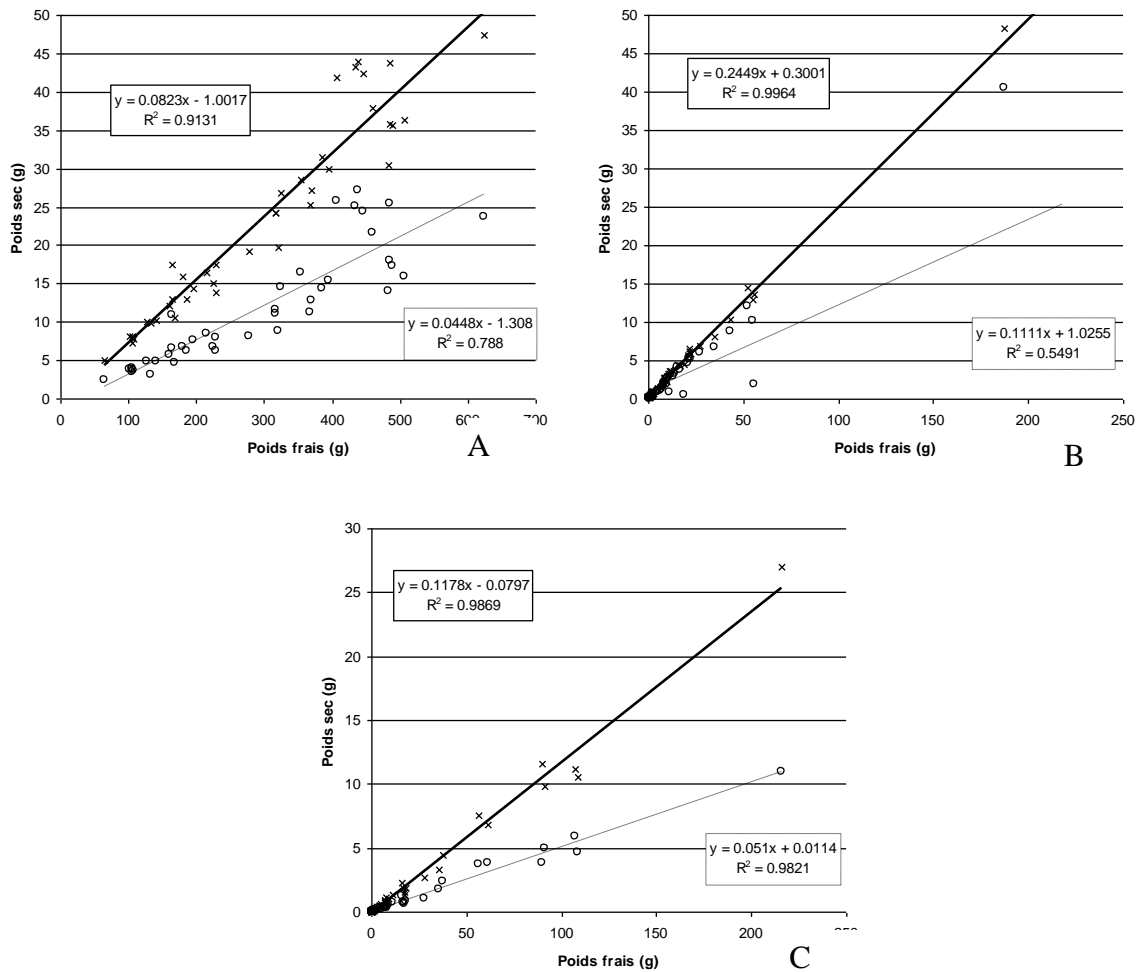 50
45
40
35
30
25
20
15
10
5
0
Poids sec (g)
y = 0.0823x - 1.0017
R² = 0.9131
y = 0.0448x - 1.308
R² = 0.788
0 100 200 300 400 500 600 700
Poids frais (g)
A
50
45
40
35
30
25
20
15
10
5
0
Poids sec (g)
y = 0.2449x + 0.3001
R² = 0.9964
y = 0.1111x + 1.0255
R² = 0.5491
0 50 100 150 200 250
Poids frais (g)
B
30
25
20
15
10
5
0
Poids sec (g)
y = 0.1178x - 0.0797
R² = 0.9869
y = 0.051x + 0.0114
R² = 0.9821
0 50 100 150 200
Poids frais (g)
C